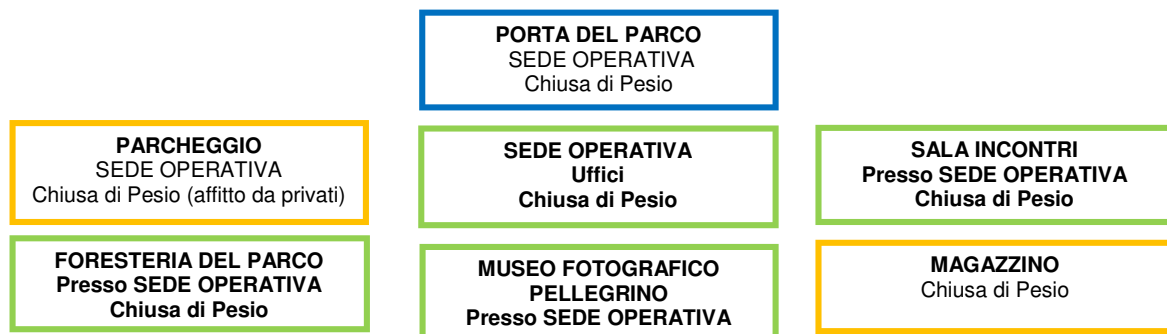 PORTA DEL PARCO
SEDE OPERATIVA
Chiusa di Pesio
PARCHEGGIO
SEDE OPERATIVA
Chiusa di Pesio (affitto da privati)
SEDE OPERATIVA
Uffici
Chiusa di Pesio
SALA INCONTRI
Presso SEDE OPERATIVA
Chiusa di Pesio
FORESTERIA DEL PARCO
Presso SEDE OPERATIVA
Chiusa di Pesio
MUSEO FOTOGRAFICO
PELLEGRINO
Presso SEDE OPERATIVA
MAGAZZINO
Chiusa di Pesio